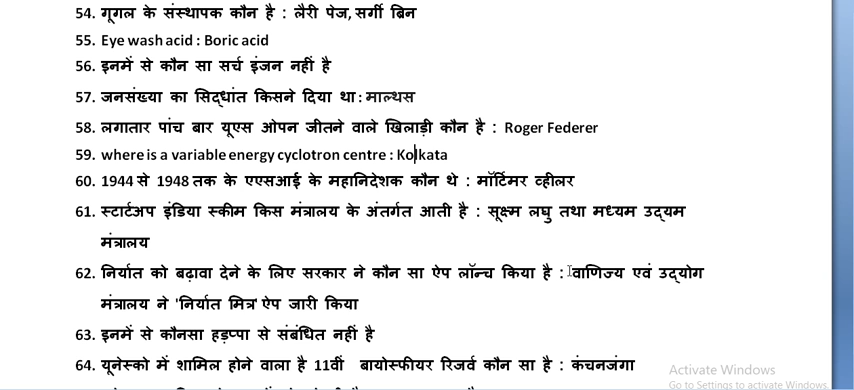 54. गूगल के संस्थापक कौन है : लैरी पेज, सर्गी ब्रिन
55. Eye wash acid : Boric acid
56. इनमें से कौन सा सर्च इंजन नहीं है
57. जनसंख्या का सिद्धांत किसने दिया था : माल्थस
58. लगातार पांच बार यूएस ओपन जीतने वाले खिलाड़ी कौन है : Roger Federer
59. where is a variable energy cyclotron centre : Kolkata
60. 1944 से 1948 तक के एएसआई के महानिदेशक कौन थे : मॉर्टिमर व्हीलर
61. स्टार्टअप इंडिया स्कीम किस मंत्रालय के अंतर्गत आती है : सूक्ष्म लघु तथा मध्यम उद्यम
मंत्रालय
62. निर्यात को बढ़ावा देने के लिए सरकार ने कौन सा ऐप लॉन्च किया है : वाणिज्य एवं उद्योग
मंत्रालय ने 'निर्यात मित्र' ऐप जारी किया
63. इनमें से कौनसा हड़प्पा से संबंधित नहीं है
64. यूनेस्को में शामिल होने वाला है 11वीं बायोस्फीयर रिजर्व कौन सा है : कंचनजंगा
Activate Windows
Go to Settings to activate Windows.